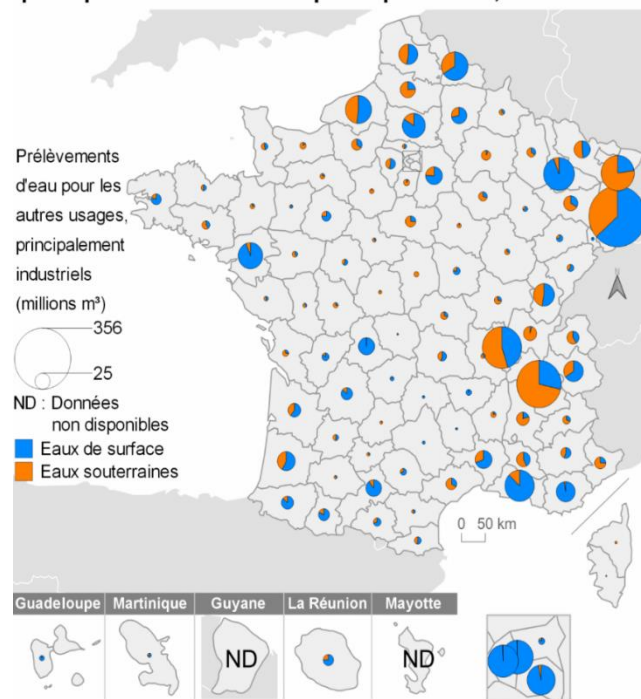 Prélèvements
d'eau pour les
autres usages,
principalement
industriels
(millions m³)
356
25
ND : Données
non disponibles
Eaux de surface
Eaux souterraines
0 50 km
Guadeloupe Martinique Guyane La Réunion Mayotte
ND ND